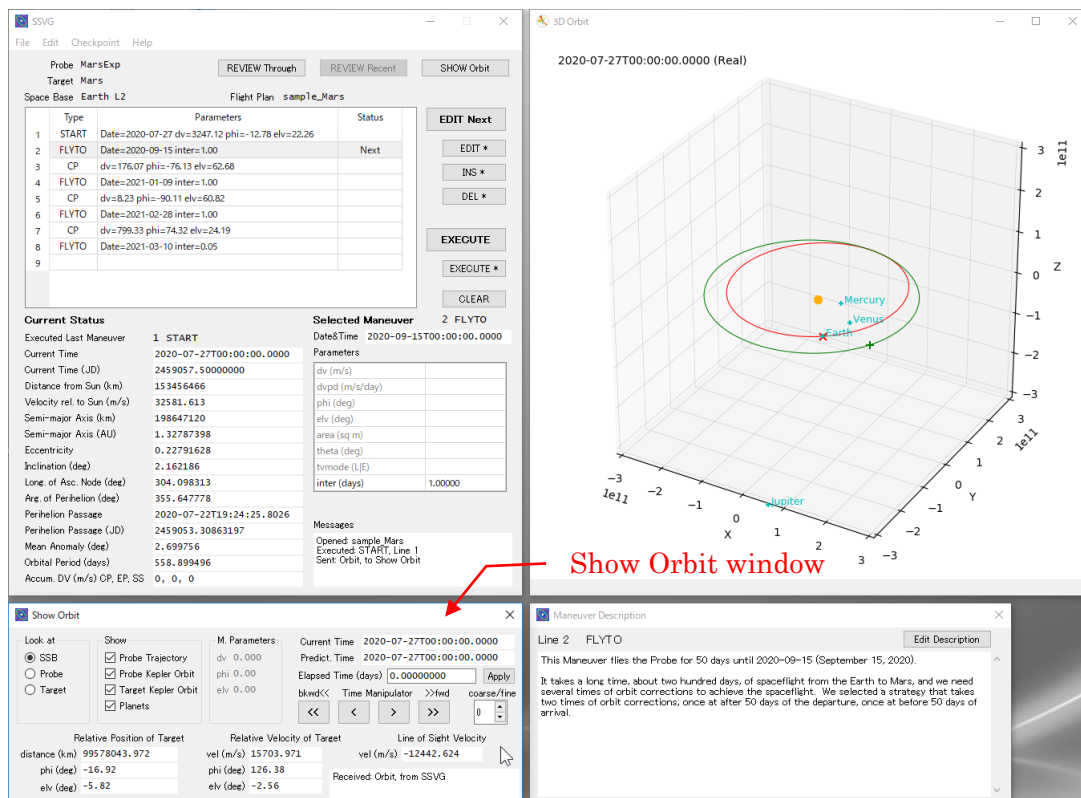 SSVG
File Edit Checkpoint Help
Probe MarsExp
Target Mars
Space Base Earth L2
REVIEW Through REVIEW Recent SHOW Orbit
Flight Plan sample_Mars
Type Parameters Status
1 START Date=2020-07-27 dv=3247.12 phi=-12.78 elv=22.26
2 FLYTO Date=2020-09-15 inter=1.00 Next
3 CP dv=176.07 phi=-76.13 elv=62.68
4 FLYTO Date=2021-01-09 inter=1.00
5 CP dv=8.23 phi=-90.11 elv=60.82
6 FLYTO Date=2021-02-28 inter=1.00
7 CP dv=799.33 phi=74.32 elv=24.19
8 FLYTO Date=2021-03-10 inter=0.05
9
EDIT Next
EDIT *
INS *
DEL *
EXECUTE
EXECUTE *
CLEAR
Current Status
Executed Last Maneuver 1 START
Current Time 2020-07-27T00:00:00.0000
Current Time (JD) 2459057.50000000
Distance from Sun (km) 153456466
Velocity rel. to Sun (m/s) 32581.613
Semi-major Axis (km) 198647120
Semi-major Axis (AU) 1.32787398
Eccentricity 0.22791628
Inclination (deg) 2.162186
Long. of Asc. Node (deg) 304.098313
Arg. of Perihelion (deg) 355.647778
Perihelion Passage 2020-07-22T19:24:25.8026
Perihelion Passage (JD) 2459053.30863197
Mean Anomaly (deg) 2.699756
Orbital Period (days) 558.899496
Accum. DV (m/s) CP, EP, SS 0, 0, 0
Selected Maneuver 2 FLYTO
Date&Time 2020-09-15T00:00:00.0000
Parameters
dv (m/s)
dvpd (m/s/day)
phi (deg)
elv (deg)
area (sq m)
theta (deg)
tvmode (L|E)
inter (days) 1.00000
Messages
Opened: sample_Mars
Executed: START, Line 1
Sent: Orbit, to Show Orbit
3D Orbit
2020-07-27T00:00:00.0000 (Real)
Mercury
Venus
Earth
Jupiter
3
2
1
0
−1
−2
−3
1e11
Z
3
2
1
0
−1
−2
−3
1e11
Y
−3
−2
−1
0
1
2
3
1e11
X
Show Orbit window
Show Orbit
Look at
SSB
Probe
Target
Show
Probe Trajectory
Probe Kepler Orbit
Target Kepler Orbit
Planets
M. Parameters
dv 0.000
phi 0.00
elv 0.00
Current Time 2020-07-27T00:00:00.0000
Predict. Time 2020-07-27T00:00:00.0000
Elapsed Time (days) 0.00000000 Apply
bkwd<< Time Manipulator >>fwd coarse/fine
<< < > >> 0
Relative Position of Target
distance (km) 99578043.972
phi (deg) -16.92
elv (deg) -5.82
Relative Velocity of Target
vel (m/s) 15703.971
phi (deg) 126.38
elv (deg) -2.56
Line of Sight Velocity
vel (m/s) -12442.624
Received: Orbit, from SSVG
Maneuver Description
Line 2 FLYTO Edit Description
This Maneuver flies the Probe for 50 days until 2020-09-15 (September 15, 2020).
It takes a long time, about two hundred days, of spaceflight from the Earth to Mars, and we need
several times of orbit corrections to achieve the spaceflight. We selected a strategy that takes
two times of orbit corrections; once at after 50 days of the departure, once at before 50 days of
arrival.